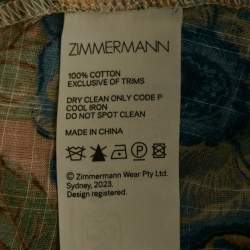 ZIMMERMANN
100% COTTON
EXCLUSIVE OF TRIMS
DRY CLEAN ONLY CODE P
COOL IRON
DO NOT SPOT CLEAN
MADE IN CHINA
© Zimmermann Wear Pty Ltd.
Sydney, 2023.
Design registered.